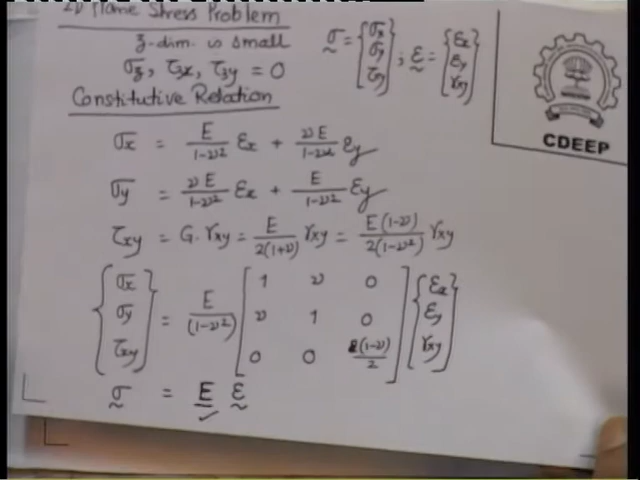 2D Plane Stress Problem
z-dim. is small
σz, τzx, τzy = 0
σ = {σx σy τxy} ; ε = {εx εy γxy}
CDEEP
Constitutive Relation
σx = E/(1-ν²) εx + νE/(1-ν²) εy
σy = νE/(1-ν²) εx + E/(1-ν²) εy
τxy = G. γxy = E/2(1+ν) γxy = E(1-ν)/2(1-ν²) γxy
{σx σy τxy} = E/(1-ν²) [1 ν 0; ν 1 0; 0 0 (1-ν)/2] {εx εy γxy}
σ = E ε